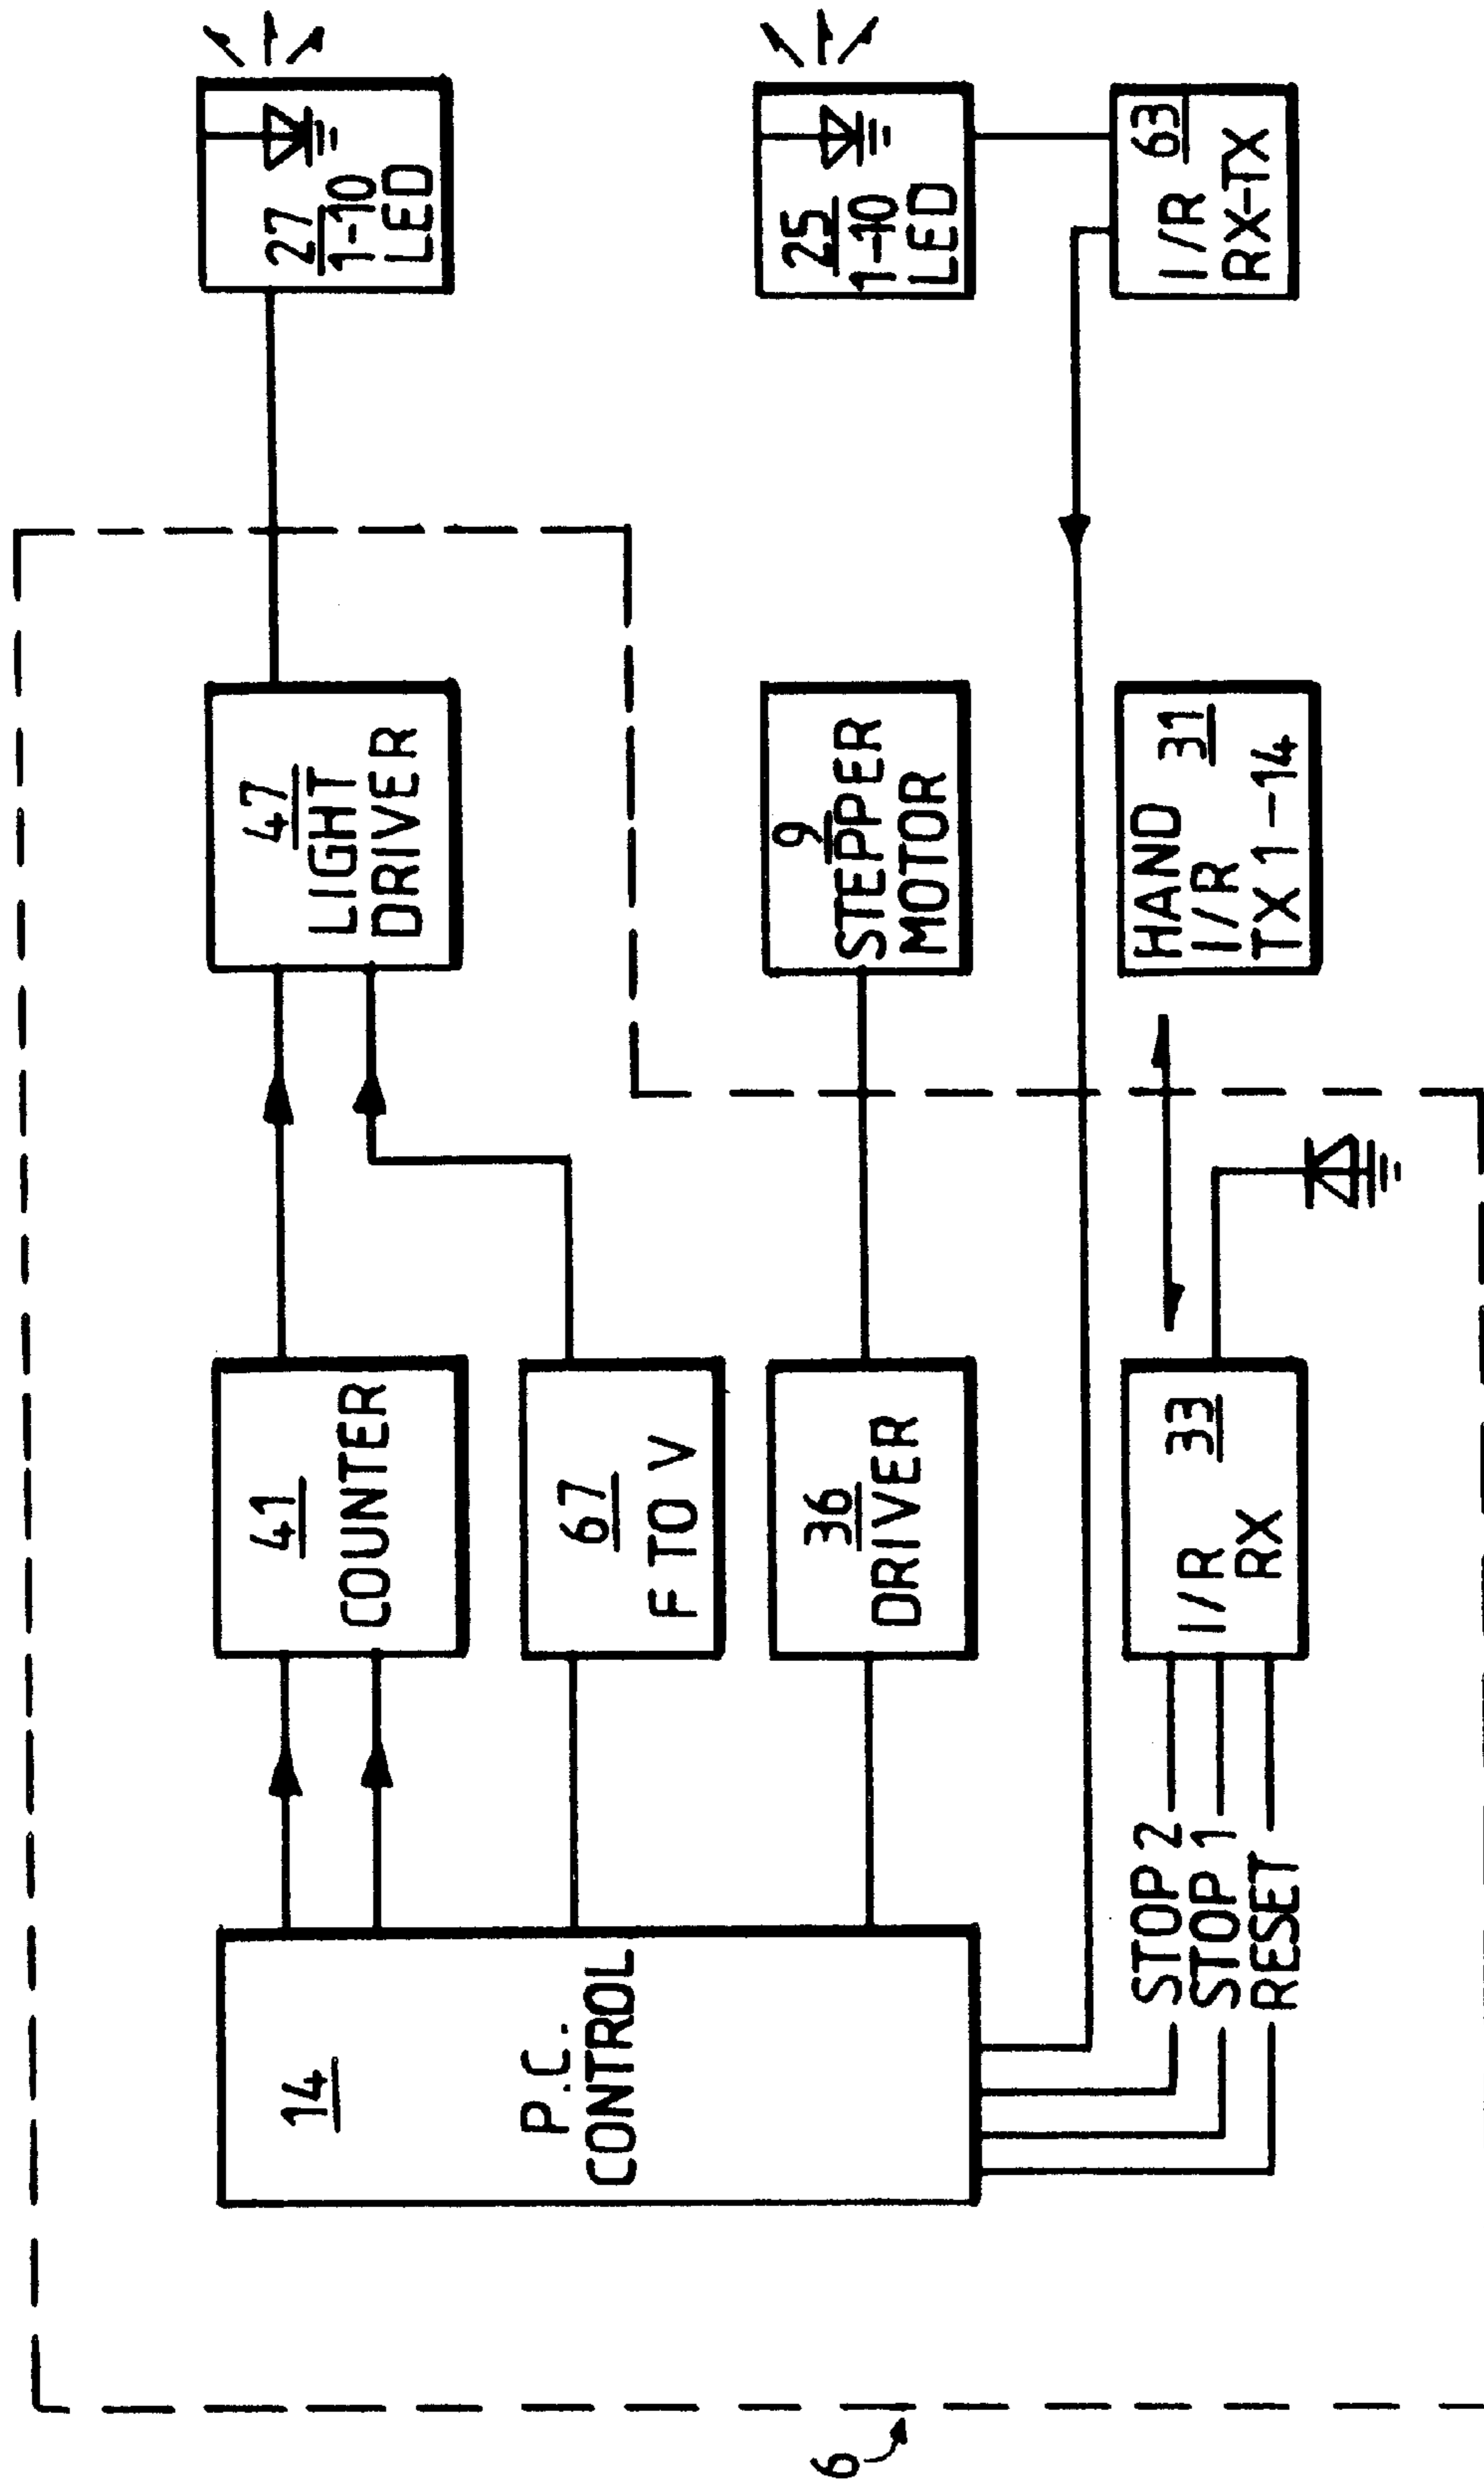 14
P.C.
CONTROL
41
COUNTER
67
F TO V
36
DRIVER
33
I/R
RX
STOP 2
STOP 1
RESET
47
LIGHT
DRIVER
9
STEPPER
MOTOR
HAND 31
I/R
TX 1-14
27
1-10
LED
25
1-10
LED
63
I/R
RX-TX
6